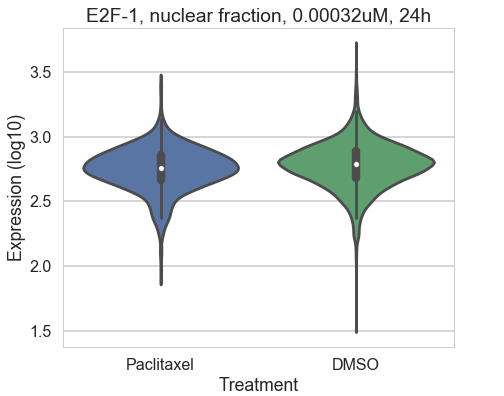 E2F-1, nuclear fraction, 0.00032uM, 24h
Expression (log10)
3.5
3.0
2.5
2.0
1.5
Paclitaxel DMSO
Treatment